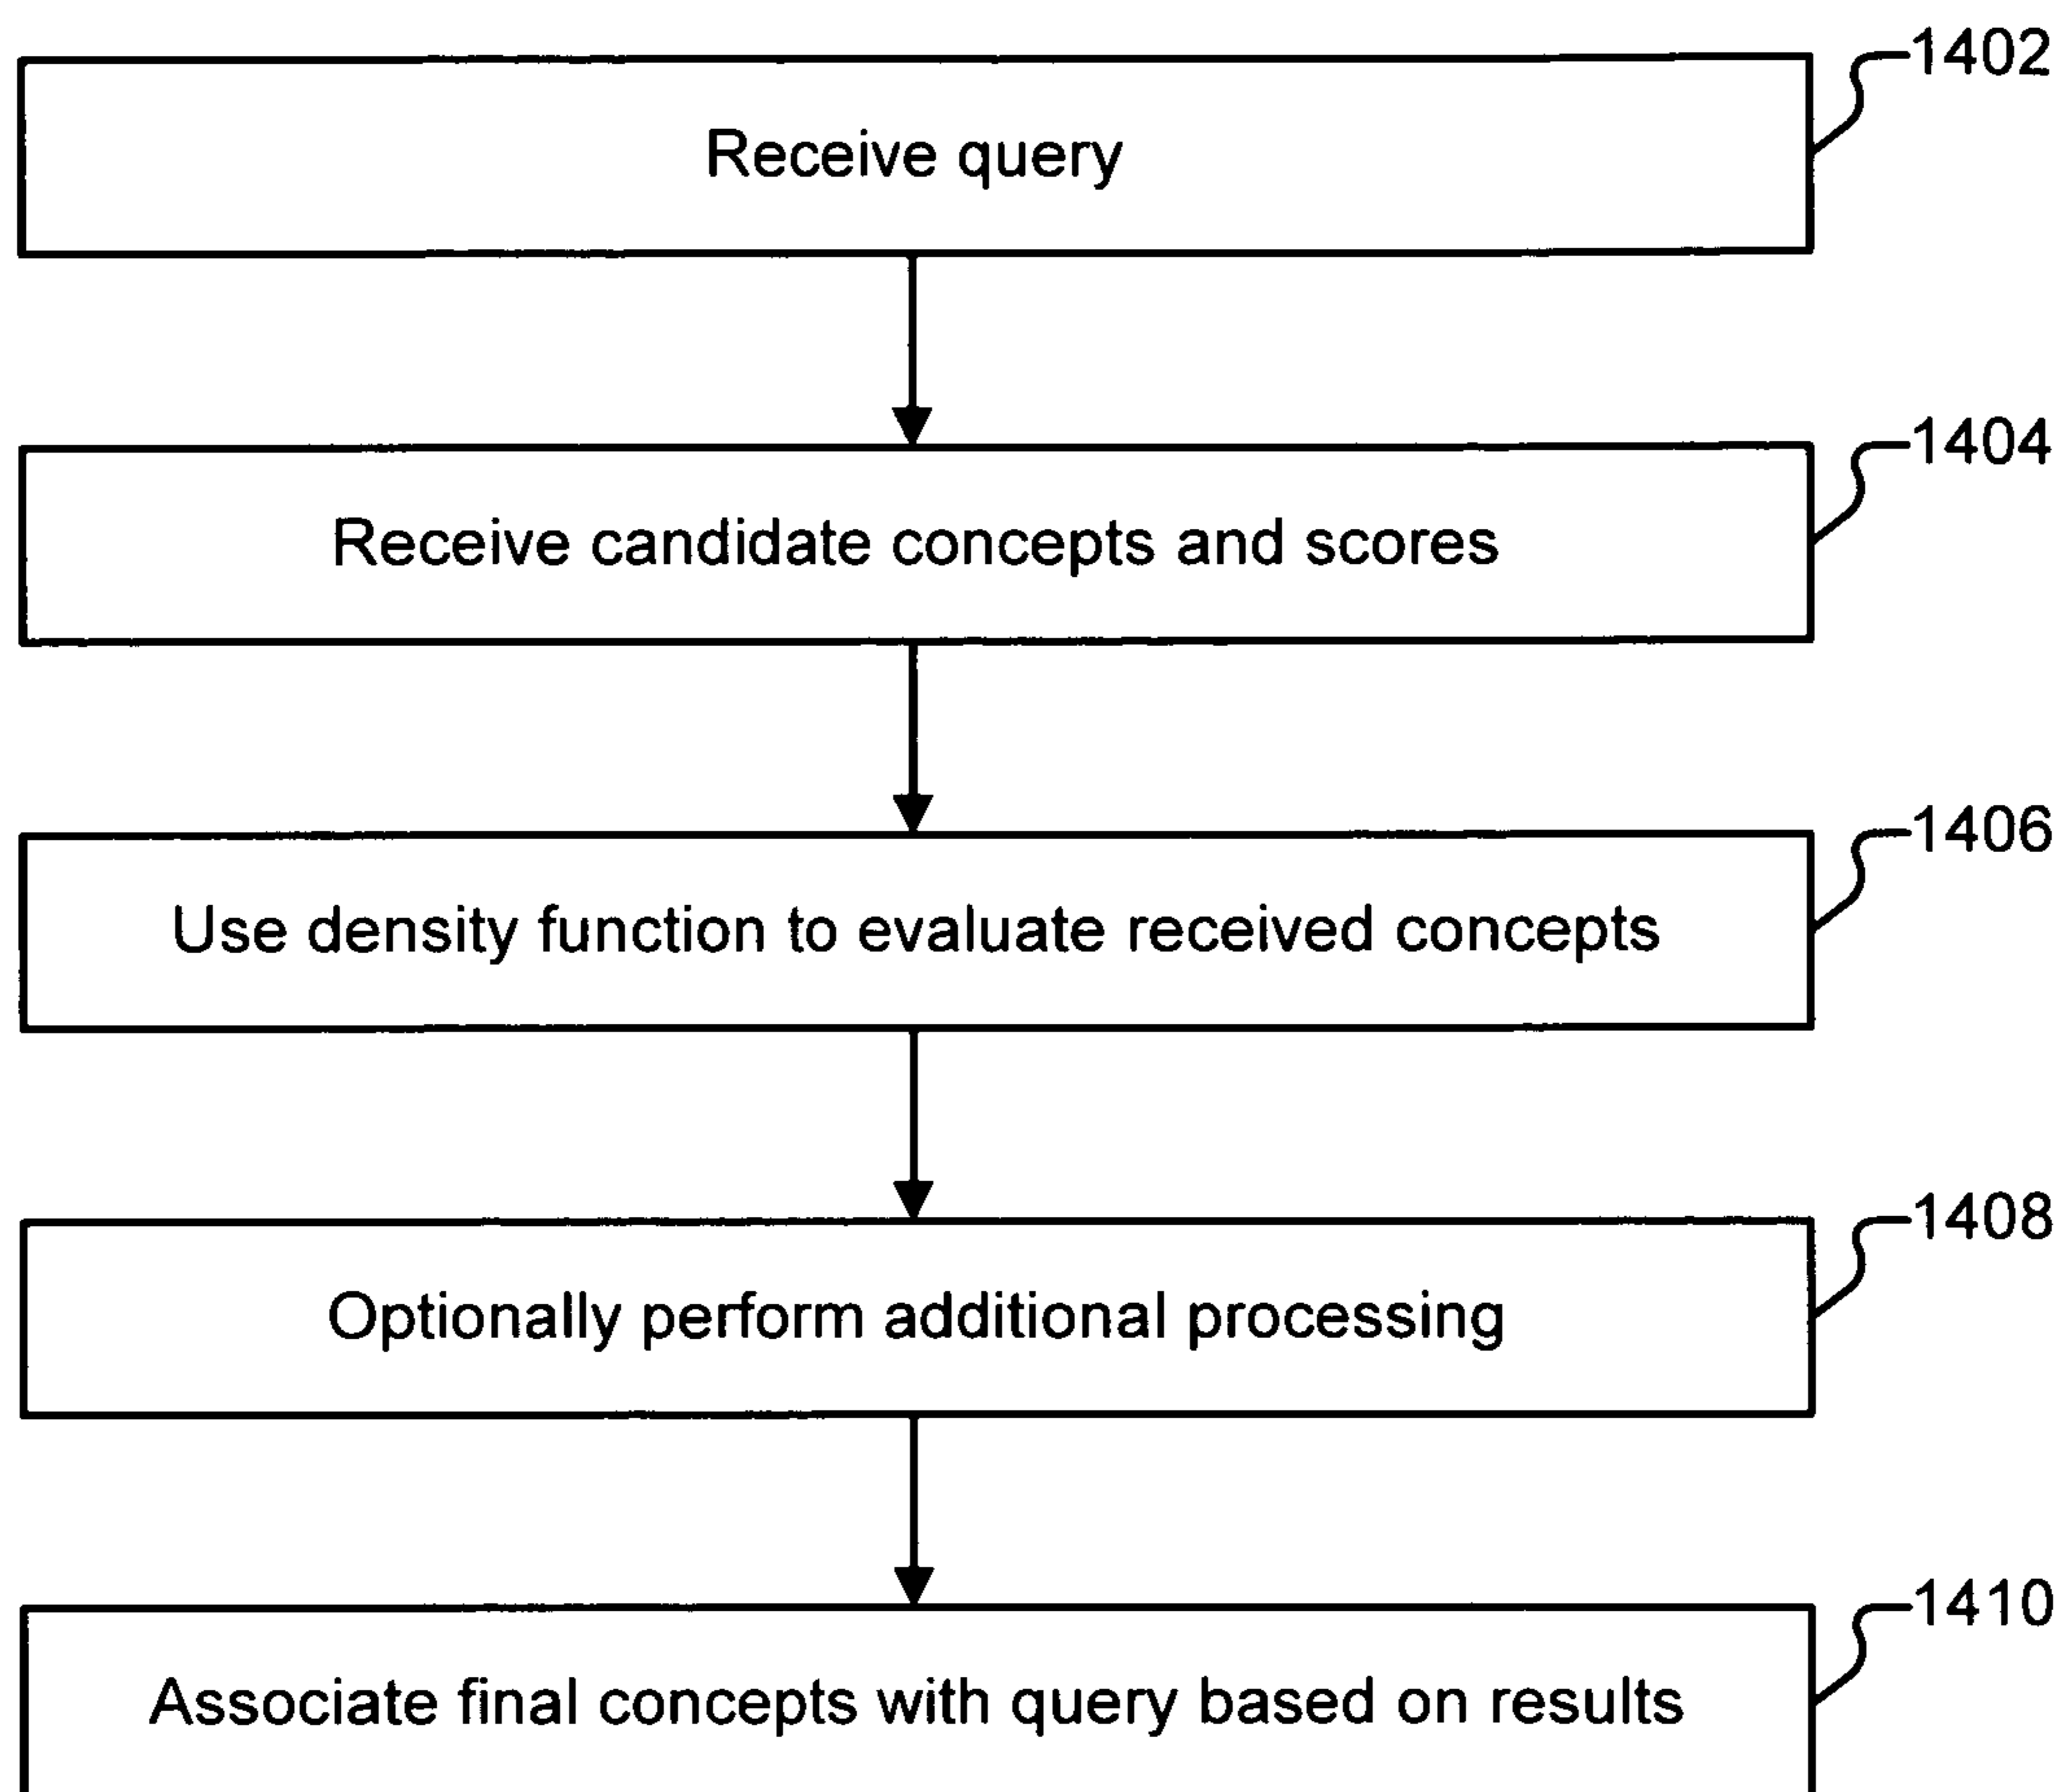 1402
Receive query
1404
Receive candidate concepts and scores
1406
Use density function to evaluate received concepts
1408
Optionally perform additional processing
1410
Associate final concepts with query based on results